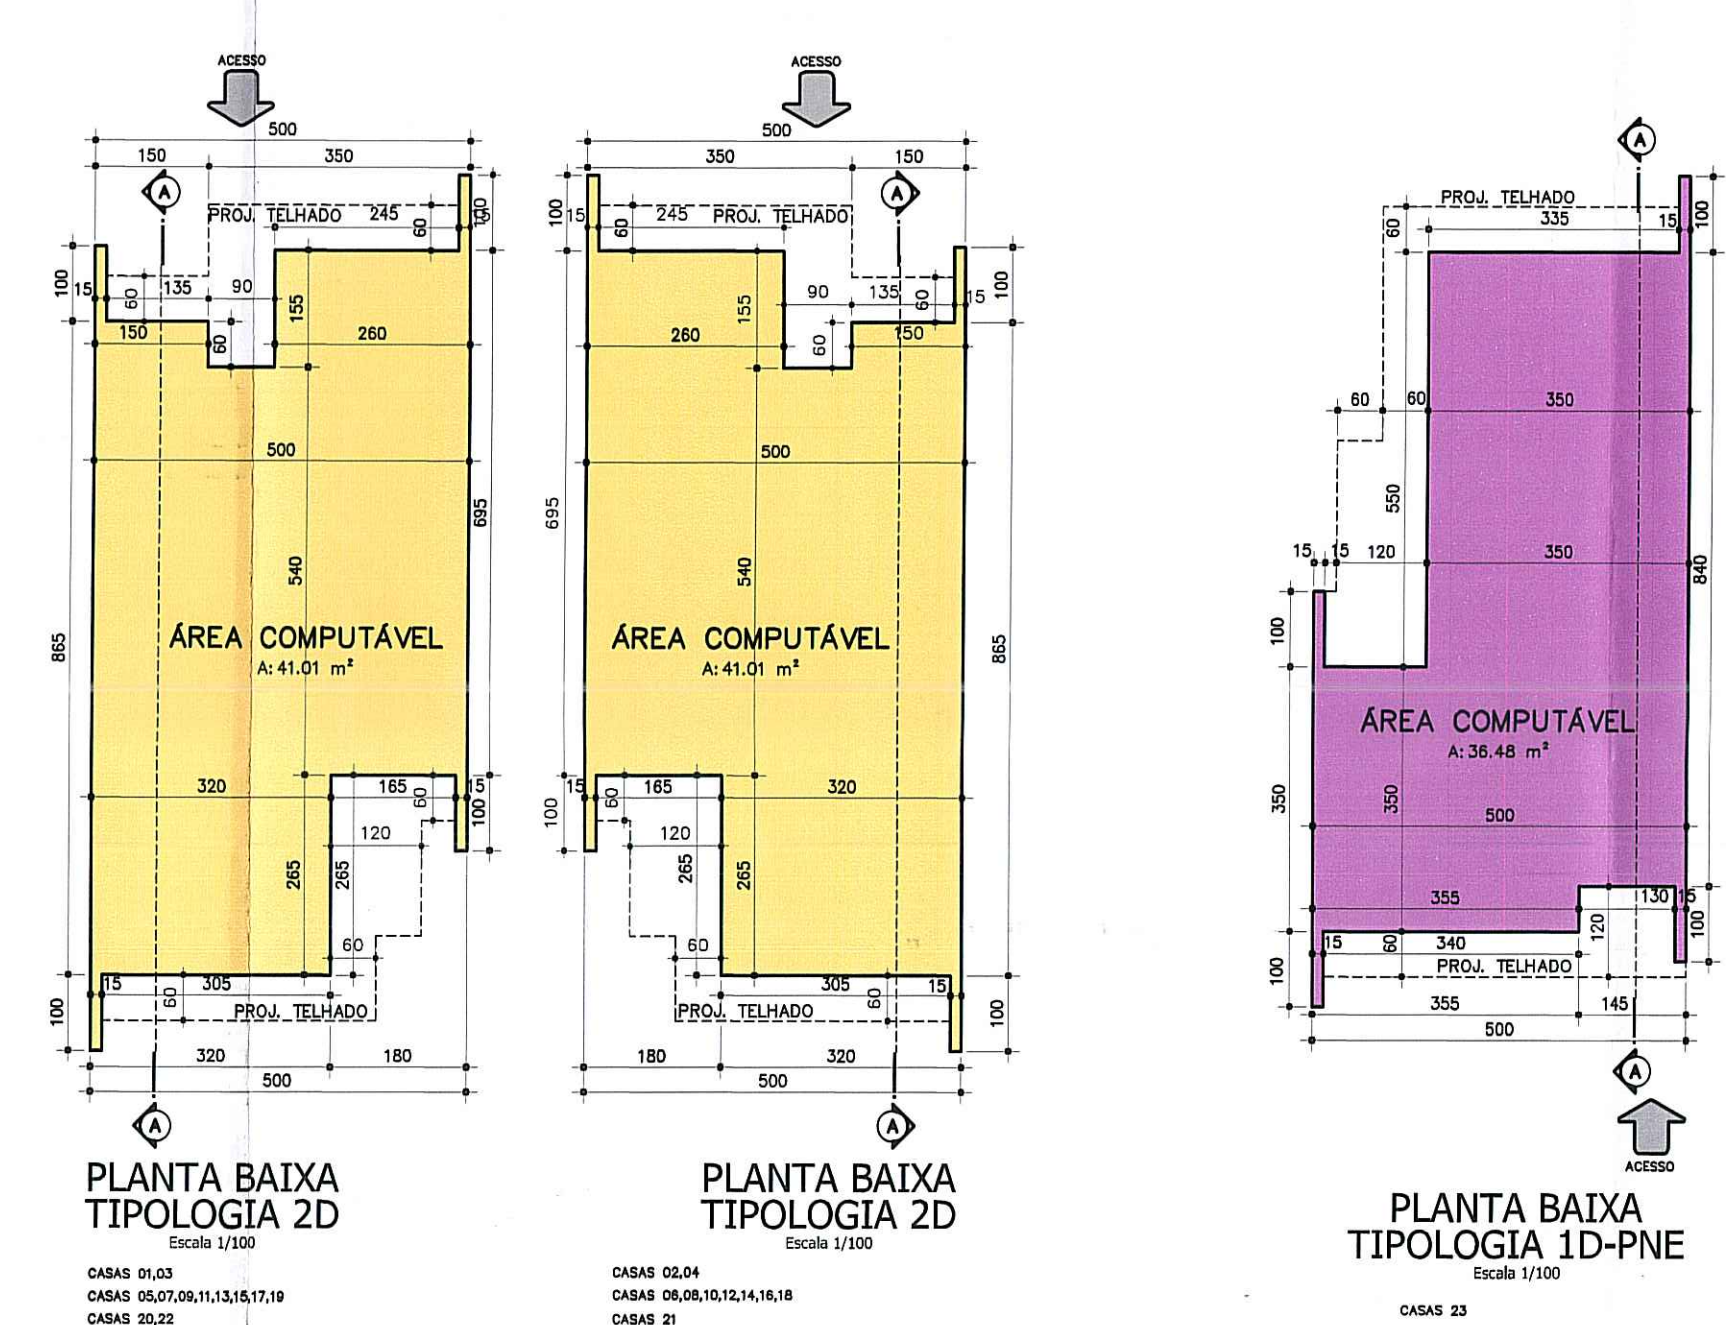 ACESSO
500
150
350
A
PROJ. TELHADO
245
60
15
100
100
15
60
135
90
155
150
60
260
500
695
540
865
ÁREA COMPUTÁVEL
A: 41.01 m²
320
165
15
60
100
120
265
265
60
15
305
60
PROJ. TELHADO
100
320
180
500
A
PLANTA BAIXA
TIPOLOGIA 2D
Escala 1/100
CASAS 01,03
CASAS 05,07,09,11,13,15,17,19
CASAS 20,22
ACESSO
500
350
150
A
100
15
60
245
PROJ. TELHADO
90
135
60
15
100
155
260
60
150
500
695
540
865
ÁREA COMPUTÁVEL
A: 41.01 m²
15
60
165
320
100
120
265
265
60
305
60
15
PROJ. TELHADO
100
180
320
500
A
PLANTA BAIXA
TIPOLOGIA 2D
Escala 1/100
CASAS 02,04
CASAS 06,08,10,12,14,16,18
CASAS 21
A
PROJ. TELHADO
60
335
15
100
60
60
350
550
15
15
120
350
840
100
ÁREA COMPUTÁVEL
A: 36.48 m²
350
350
500
355
130
15
120
100
15
60
340
PROJ. TELHADO
100
355
145
500
A
ACESSO
PLANTA BAIXA
TIPOLOGIA 1D-PNE
Escala 1/100
CASAS 23